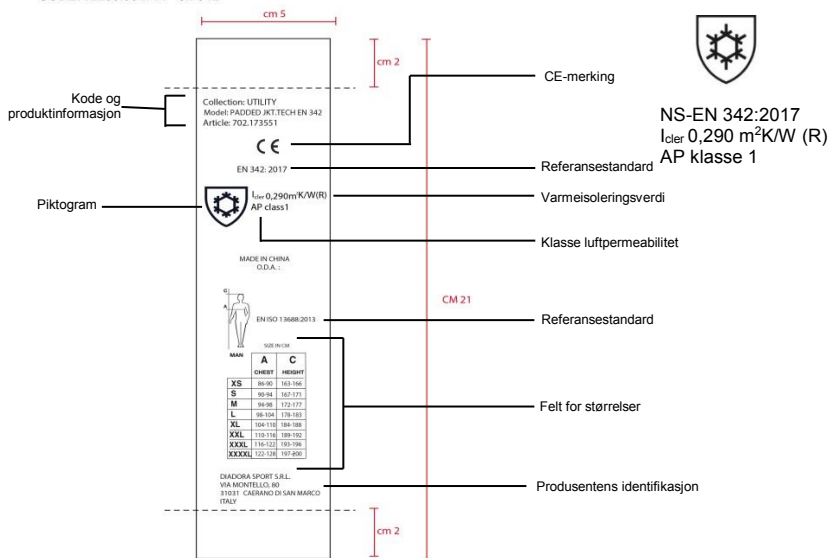 cm 5
cm 2
Kode og
produktinformasjon
Collection: UTILITY
Model: PADDED JKT.TECH EN 342
Article: 702.173551
CE
CE-merking
EN 342: 2017
Referansestandard
Piktogram
Icler 0,290m²K/W(R)
AP class1
Varmeisoleringsverdi
Klasse luftpermeabilitet
NS-EN 342:2017
Icler 0,290 m²K/W (R)
AP klasse 1
MADE IN CHINA
O.D.A. :
CM 21
C
A
MAN
EN ISO 13688:2013
Referansestandard
SIZE IN CM
A C
CHEST HEIGHT
XS 86-90 163-166
S 90-94 167-171
M 94-98 172-177
L 98-104 178-183
XL 104-110 184-188
XXL 110-116 189-192
XXXL 116-122 193-196
XXXXL 122-128 197-200
Felt for størrelser
DIADORA SPORT S.R.L.
VIA MONTELLO, 80
31031 CAERANO DI SAN MARCO
ITALY
Produsentens identifikasjon
cm 2